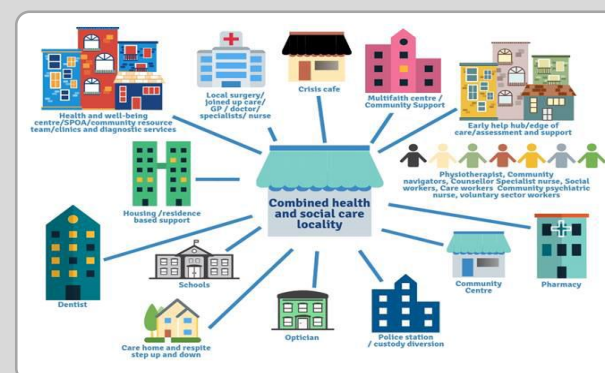 Health and well-being
centre/SPOA/community resource
team/clinics and diagnostic services
Local surgery/
joined up care/
GP / doctor/
specialists/ nurse
Crisis cafe
Multifaith centre /
Community Support
Early help hub/edge of
care/assessment and support
Physiotherapist, Community
navigators, Counsellor Specialist nurse, Social
workers, Care workers Community psychiatric
nurse, voluntary sector workers
Combined health
and social care
locality
Housing /residence
based support
Dentist
Schools
Care home and respite
step up and down
Optician
Police station
/ custody diversion
Community
Centre
Pharmacy